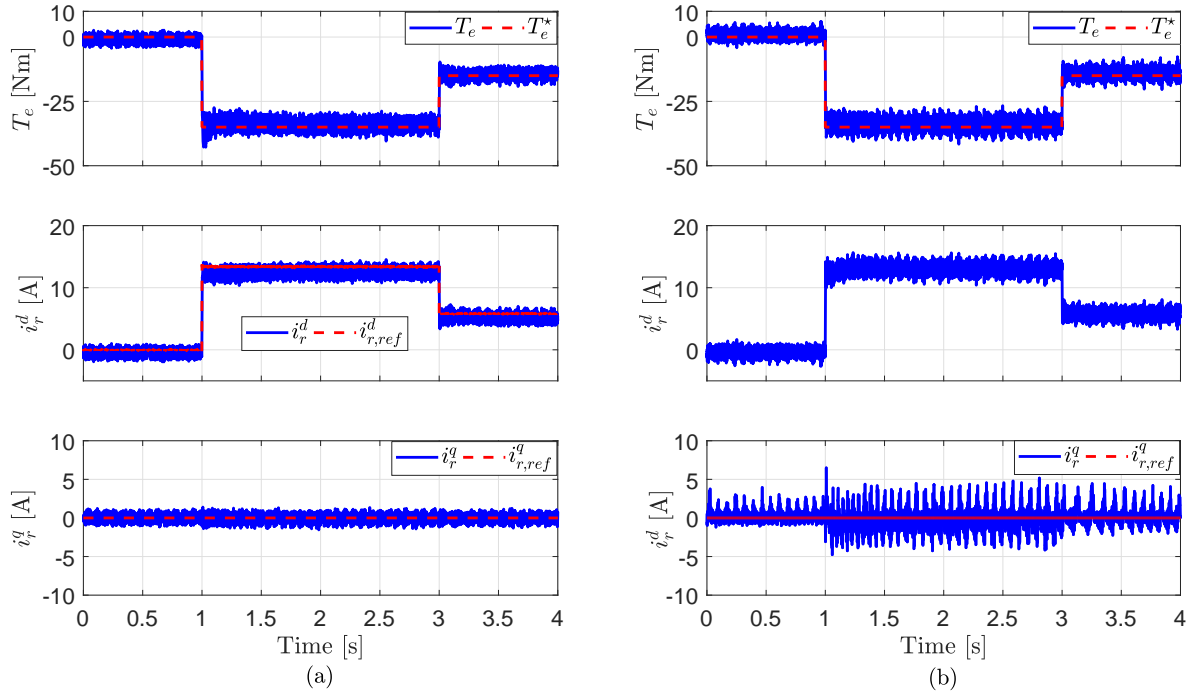 10
0
-25
-50
T_e [Nm]
T_e T_e^⋆
20
10
0
i_r^d [A]
i_r^d i_{r,ref}^d
10
5
0
-5
-10
i_r^q [A]
i_r^q i_{r,ref}^q
0 0.5 1 1.5 2 2.5 3 3.5 4
Time [s]
(a)
10
0
-25
-50
T_e [Nm]
T_e T_e^⋆
20
10
0
i_r^d [A]
10
5
0
-5
-10
i_r^d [A]
i_r^q i_{r,ref}^q
0 0.5 1 1.5 2 2.5 3 3.5 4
Time [s]
(b)